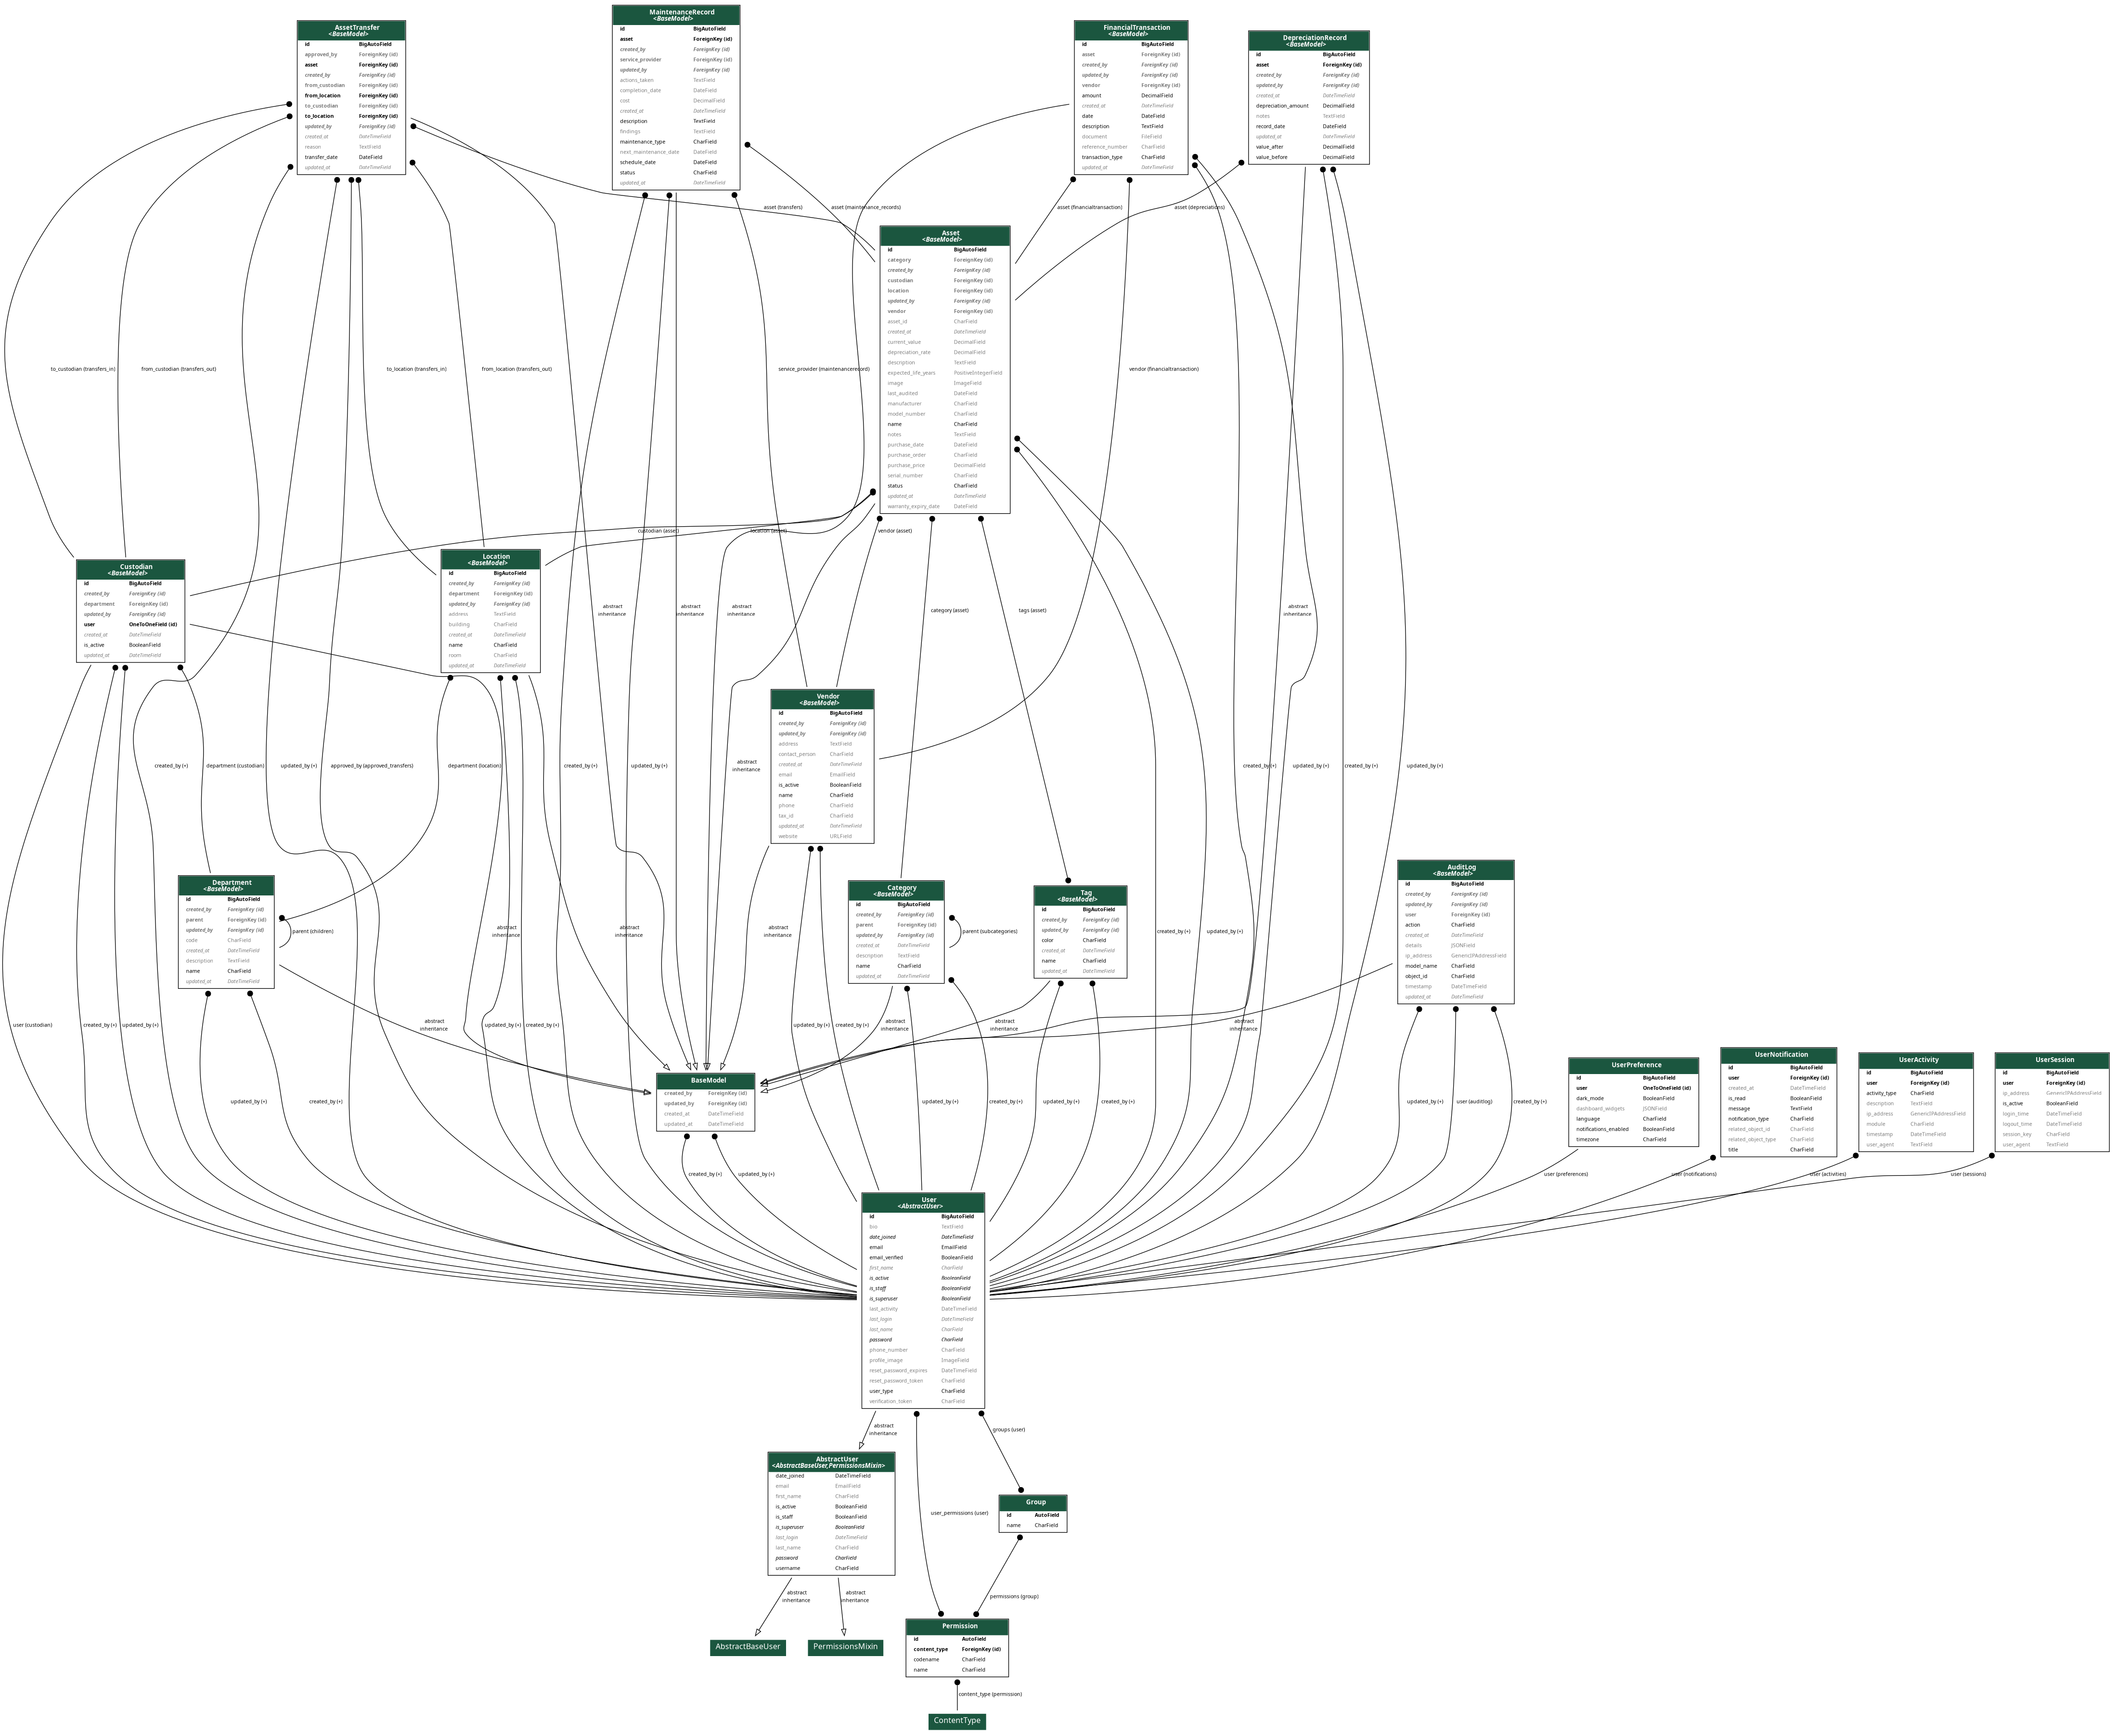 AssetTransfer
<BaseModel>
id BigAutoField
approved_by ForeignKey (id)
asset ForeignKey (id)
created_by ForeignKey (id)
from_custodian ForeignKey (id)
from_location ForeignKey (id)
to_custodian ForeignKey (id)
to_location ForeignKey (id)
updated_by ForeignKey (id)
created_at DateTimeField
reason TextField
transfer_date DateField
updated_at DateTimeField
MaintenanceRecord
<BaseModel>
id BigAutoField
asset ForeignKey (id)
created_by ForeignKey (id)
service_provider ForeignKey (id)
updated_by ForeignKey (id)
actions_taken TextField
completion_date DateField
cost DecimalField
created_at DateTimeField
description TextField
findings TextField
maintenance_type CharField
next_maintenance_date DateField
schedule_date DateField
status CharField
updated_at DateTimeField
FinancialTransaction
<BaseModel>
id BigAutoField
asset ForeignKey (id)
created_by ForeignKey (id)
updated_by ForeignKey (id)
vendor ForeignKey (id)
amount DecimalField
created_at DateTimeField
date DateField
description TextField
document FileField
reference_number CharField
transaction_type CharField
updated_at DateTimeField
DepreciationRecord
<BaseModel>
id BigAutoField
asset ForeignKey (id)
created_by ForeignKey (id)
updated_by ForeignKey (id)
created_at DateTimeField
depreciation_amount DecimalField
notes TextField
record_date DateField
updated_at DateTimeField
value_after DecimalField
value_before DecimalField
asset (transfers)
asset (maintenance_records)
asset (financialtransaction)
asset (depreciations)
Asset
<BaseModel>
id BigAutoField
category ForeignKey (id)
created_by ForeignKey (id)
custodian ForeignKey (id)
location ForeignKey (id)
updated_by ForeignKey (id)
vendor ForeignKey (id)
asset_id CharField
created_at DateTimeField
current_value DecimalField
depreciation_rate DecimalField
description TextField
expected_life_years PositiveIntegerField
image ImageField
last_audited DateField
manufacturer CharField
model_number CharField
name CharField
notes TextField
purchase_date DateField
purchase_order CharField
purchase_price DecimalField
serial_number CharField
status CharField
updated_at DateTimeField
warranty_expiry_date DateField
to_custodian (transfers_in)
from_custodian (transfers_out)
to_location (transfers_in)
from_location (transfers_out)
service_provider (maintenancerecord)
vendor (financialtransaction)
custodian (asset)
location (asset)
vendor (asset)
Custodian
<BaseModel>
id BigAutoField
created_by ForeignKey (id)
department ForeignKey (id)
updated_by ForeignKey (id)
user OneToOneField (id)
created_at DateTimeField
is_active BooleanField
updated_at DateTimeField
Location
<BaseModel>
id BigAutoField
created_by ForeignKey (id)
department ForeignKey (id)
updated_by ForeignKey (id)
address TextField
building CharField
created_at DateTimeField
name CharField
room CharField
updated_at DateTimeField
abstract
inheritance
abstract
inheritance
abstract
inheritance
category (asset)
tags (asset)
abstract
inheritance
Vendor
<BaseModel>
id BigAutoField
created_by ForeignKey (id)
updated_by ForeignKey (id)
address TextField
contact_person CharField
created_at DateTimeField
email EmailField
is_active BooleanField
name CharField
phone CharField
tax_id CharField
updated_at DateTimeField
website URLField
created_by (+)
department (custodian)
updated_by (+)
approved_by (approved_transfers)
department (location)
created_by (+)
updated_by (+)
abstract
inheritance
created_by (+)
updated_by (+)
created_by (+)
updated_by (+)
Department
<BaseModel>
id BigAutoField
created_by ForeignKey (id)
parent ForeignKey (id)
updated_by ForeignKey (id)
code CharField
created_at DateTimeField
description TextField
name CharField
updated_at DateTimeField
parent (children)
abstract
inheritance
abstract
inheritance
abstract
inheritance
Category
<BaseModel>
id BigAutoField
created_by ForeignKey (id)
parent ForeignKey (id)
updated_by ForeignKey (id)
created_at DateTimeField
description TextField
name CharField
updated_at DateTimeField
parent (subcategories)
Tag
<BaseModel>
id BigAutoField
created_by ForeignKey (id)
updated_by ForeignKey (id)
color CharField
created_at DateTimeField
name CharField
updated_at DateTimeField
created_by (+)
updated_by (+)
AuditLog
<BaseModel>
id BigAutoField
created_by ForeignKey (id)
updated_by ForeignKey (id)
user ForeignKey (id)
action CharField
created_at DateTimeField
details JSONField
ip_address GenericIPAddressField
model_name CharField
object_id CharField
timestamp DateTimeField
updated_at DateTimeField
user (custodian)
created_by (+)
updated_by (+)
abstract
inheritance
updated_by (+)
created_by (+)
updated_by (+)
created_by (+)
abstract
inheritance
abstract
inheritance
abstract
inheritance
BaseModel
created_by ForeignKey (id)
updated_by ForeignKey (id)
created_at DateTimeField
updated_at DateTimeField
updated_by (+)
created_by (+)
updated_by (+)
created_by (+)
updated_by (+)
created_by (+)
updated_by (+)
user (auditlog)
created_by (+)
UserPreference
id BigAutoField
user OneToOneField (id)
dark_mode BooleanField
dashboard_widgets JSONField
language CharField
notifications_enabled BooleanField
timezone CharField
UserNotification
id BigAutoField
user ForeignKey (id)
created_at DateTimeField
is_read BooleanField
message TextField
notification_type CharField
related_object_id CharField
related_object_type CharField
title CharField
UserActivity
id BigAutoField
user ForeignKey (id)
activity_type CharField
description TextField
ip_address GenericIPAddressField
module CharField
timestamp DateTimeField
user_agent TextField
UserSession
id BigAutoField
user ForeignKey (id)
ip_address GenericIPAddressField
is_active BooleanField
login_time DateTimeField
logout_time DateTimeField
session_key CharField
user_agent TextField
created_by (+)
updated_by (+)
user (preferences)
user (notifications)
user (activities)
user (sessions)
User
<AbstractUser>
id BigAutoField
bio TextField
date_joined DateTimeField
email EmailField
email_verified BooleanField
first_name CharField
is_active BooleanField
is_staff BooleanField
is_superuser BooleanField
last_activity DateTimeField
last_login DateTimeField
last_name CharField
password CharField
phone_number CharField
profile_image ImageField
reset_password_expires DateTimeField
reset_password_token CharField
user_type CharField
verification_token CharField
abstract
inheritance
groups (user)
AbstractUser
<AbstractBaseUser,PermissionsMixin>
date_joined DateTimeField
email EmailField
first_name CharField
is_active BooleanField
is_staff BooleanField
is_superuser BooleanField
last_login DateTimeField
last_name CharField
password CharField
username CharField
user_permissions (user)
Group
id AutoField
name CharField
abstract
inheritance
abstract
inheritance
permissions (group)
AbstractBaseUser
PermissionsMixin
Permission
id AutoField
content_type ForeignKey (id)
codename CharField
name CharField
content_type (permission)
ContentType